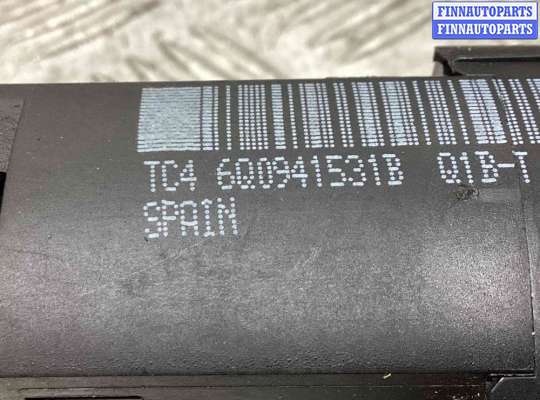 FINNAUTOPARTS
FINNAUTOPARTS
TC4 6Q0941531B Q1B-T
SPAIN